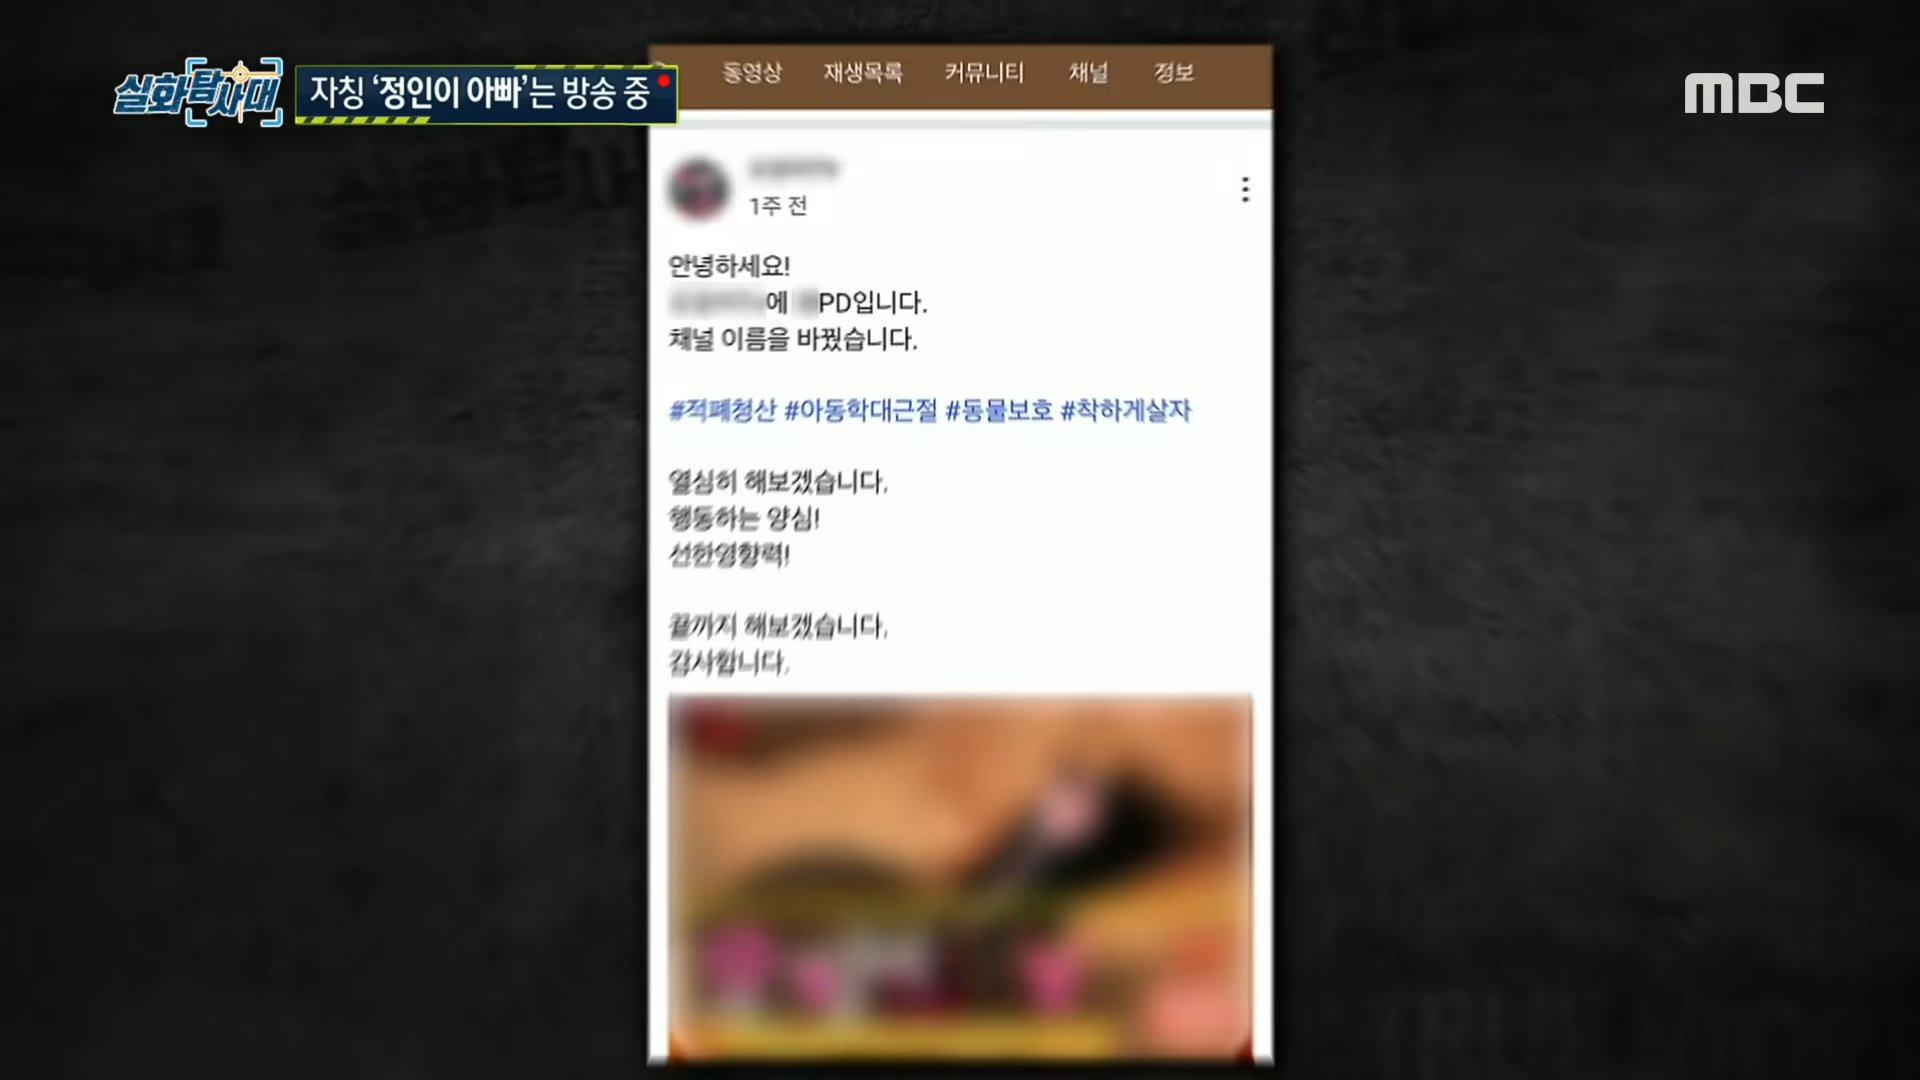 실화탐사대
자칭 '정인이 아빠'는 방송 중
MBC
동영상 재생목록 커뮤니티 채널 정보
1주 전
안녕하세요!
에 PD입니다.
채널 이름을 바꿨습니다.
#적폐청산 #아동학대근절 #동물보호 #착하게살자
열심히 해보겠습니다.
행동하는 양심!
선한영향력!
끝까지 해보겠습니다.
감사합니다.